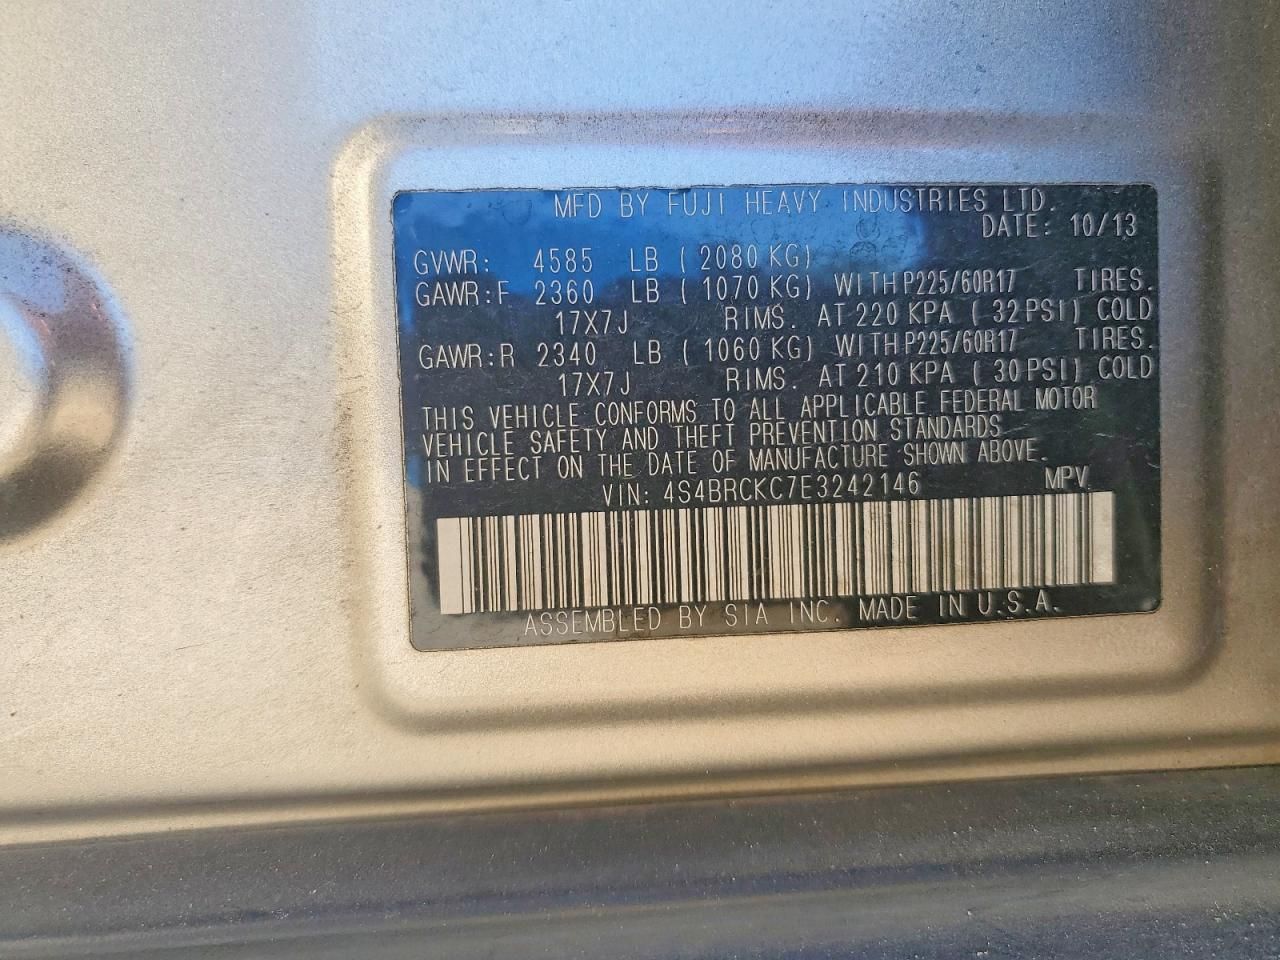 MFD BY FUJI HEAVY INDUSTRIES LTD.
DATE: 10/13
GVWR: 4585 LB ( 2080 KG)
GAWR:F 2360 LB ( 1070 KG) WITH P225/60R17 TIRES.
17X7J RIMS. AT 220 KPA ( 32 PSI) COLD
GAWR:R 2340 LB ( 1060 KG) WITH P225/60R17 TIRES.
17X7J RIMS. AT 210 KPA ( 30 PSI) COLD
THIS VEHICLE CONFORMS TO ALL APPLICABLE FEDERAL MOTOR
VEHICLE SAFETY AND THEFT PREVENTION STANDARDS
IN EFFECT ON THE DATE OF MANUFACTURE SHOWN ABOVE.
VIN: 4S4BRCKC7E3242146 MPV
ASSEMBLED BY SIA INC. MADE IN U.S.A.